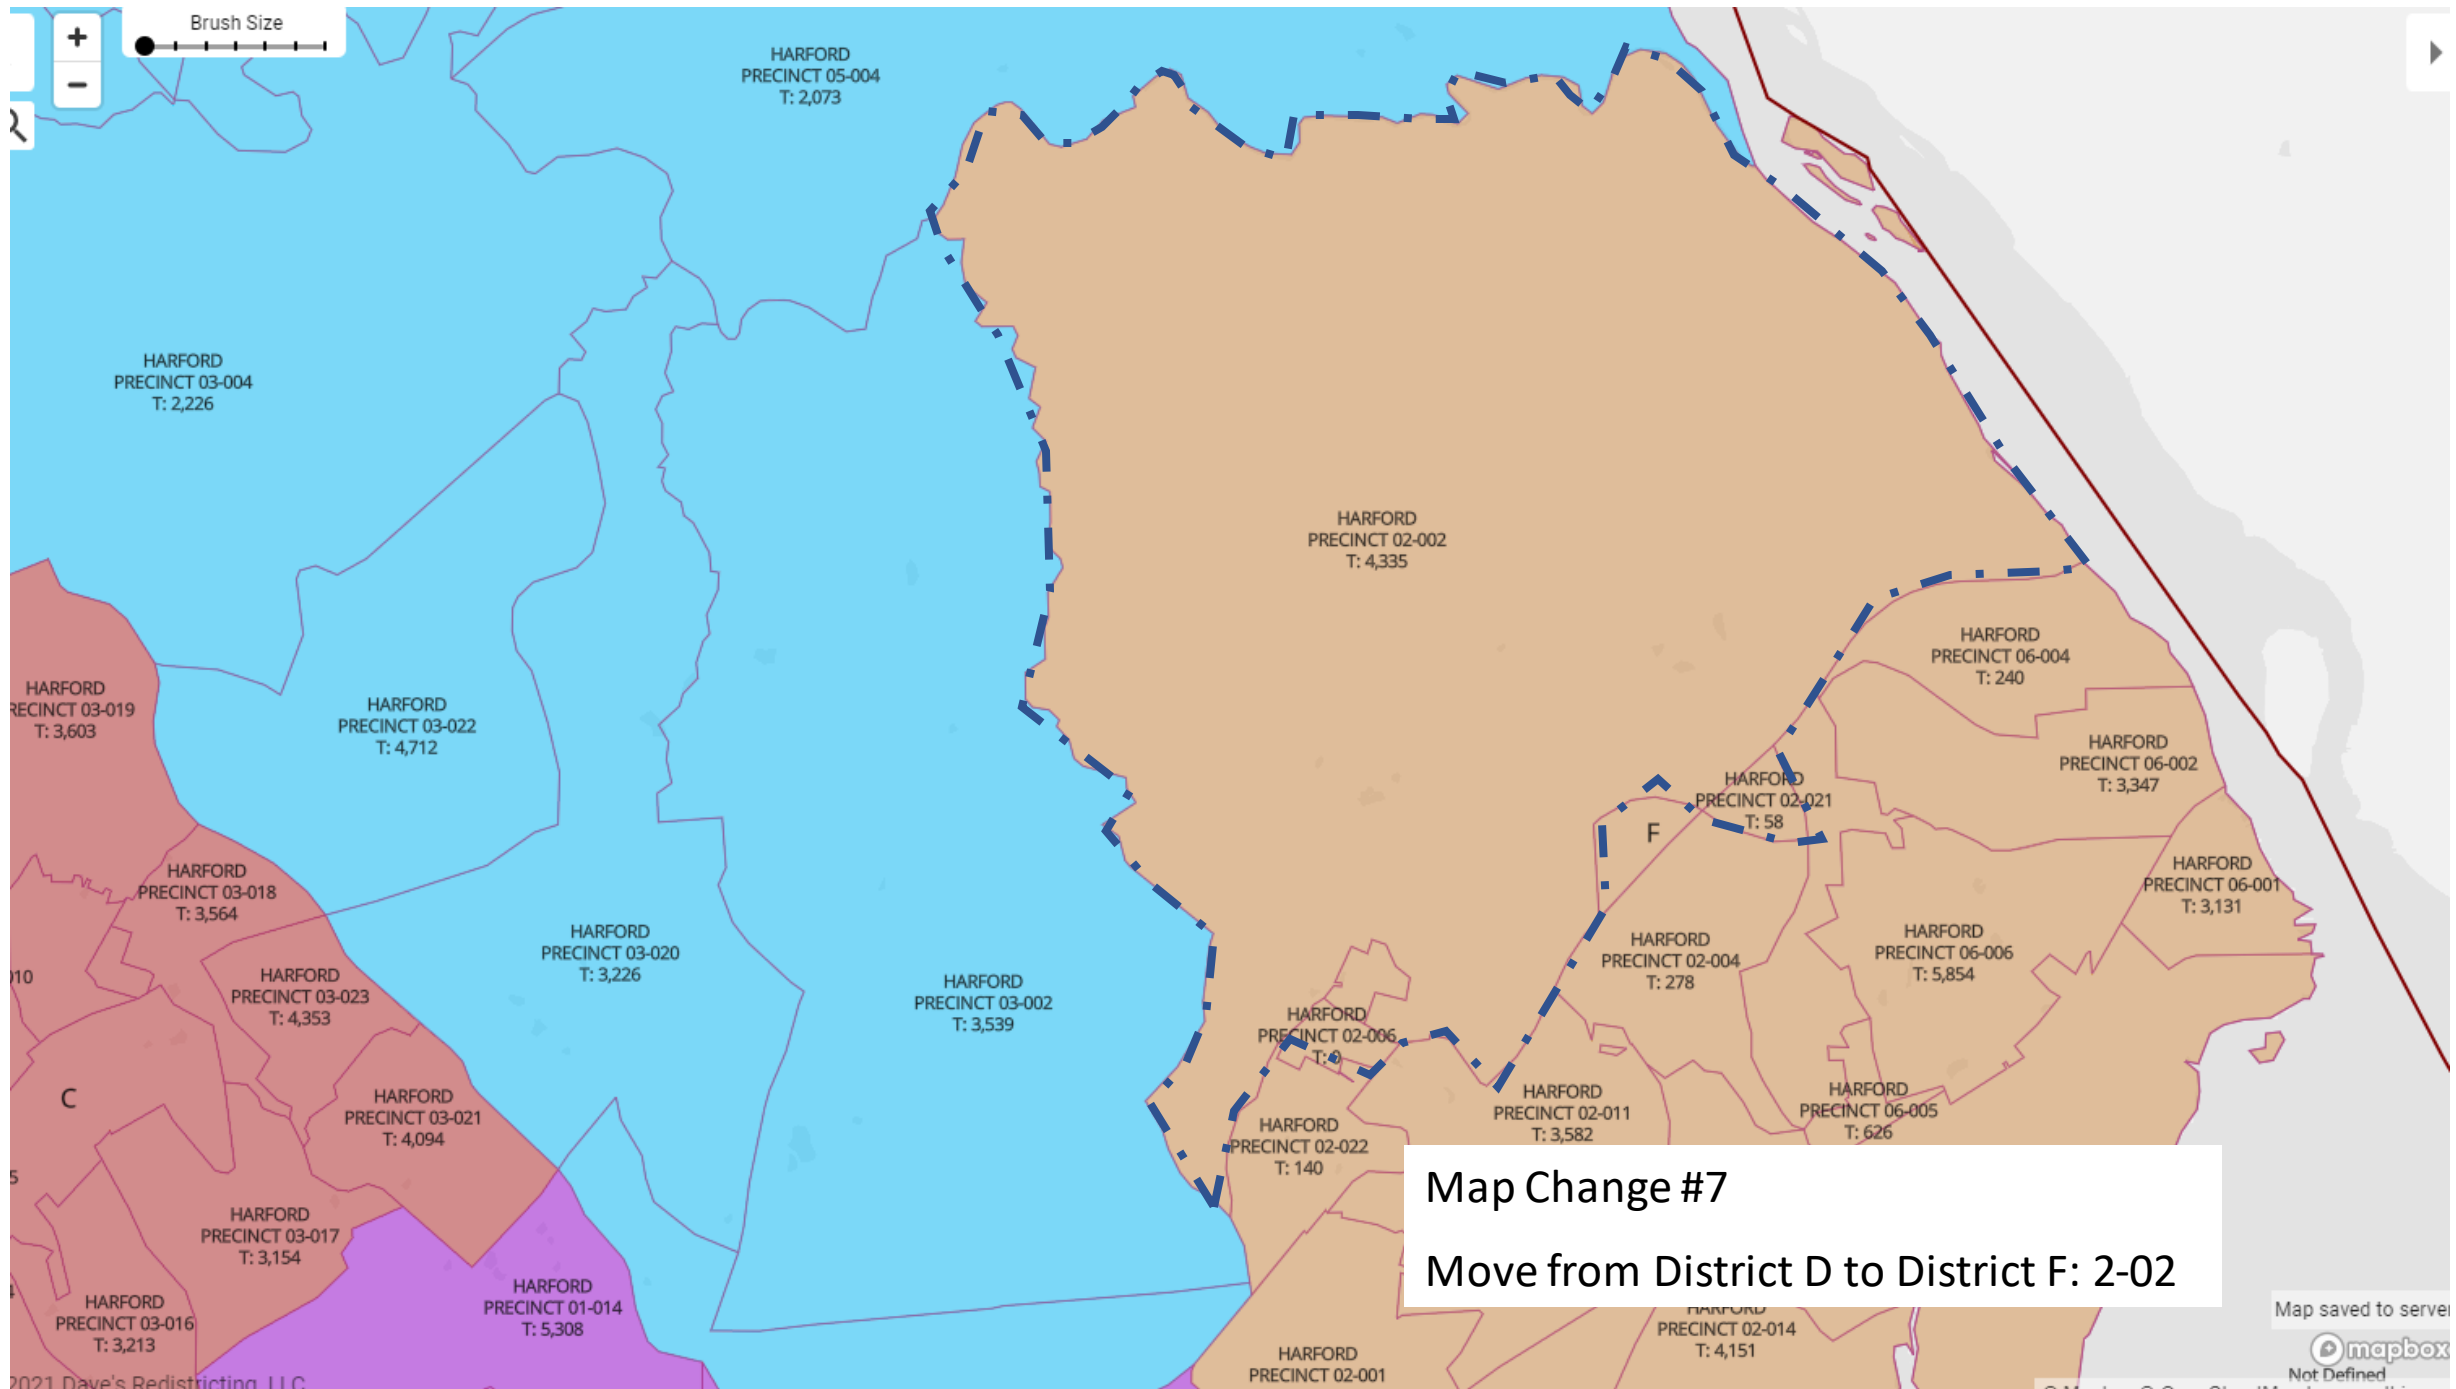 Brush Size
+
−
HARFORD
PRECINCT 05-004
T: 2,073
HARFORD
PRECINCT 03-004
T: 2,226
HARFORD
PRECINCT 02-002
T: 4,335
HARFORD
PRECINCT 06-004
T: 240
HARFORD
RECINCT 03-019
T: 3,603
HARFORD
PRECINCT 03-022
T: 4,712
HARFORD
PRECINCT 06-002
T: 3,347
HARFORD
PRECINCT 02-021
T: 58
F
HARFORD
PRECINCT 06-001
T: 3,131
HARFORD
PRECINCT 03-018
T: 3,564
HARFORD
PRECINCT 03-020
T: 3,226
HARFORD
PRECINCT 02-004
T: 278
HARFORD
PRECINCT 06-006
T: 5,854
10
HARFORD
PRECINCT 03-023
T: 4,353
HARFORD
PRECINCT 03-002
T: 3,539
HARFORD
PRECINCT 02-006
T: 0
C
HARFORD
PRECINCT 03-021
T: 4,094
HARFORD
PRECINCT 02-011
T: 3,582
HARFORD
PRECINCT 06-005
T: 626
HARFORD
PRECINCT 02-022
T: 140
5
Map Change #7
Move from District D to District F: 2-02
HARFORD
PRECINCT 03-017
T: 3,154
HARFORD
PRECINCT 01-014
T: 5,308
HARFORD
PRECINCT 03-016
T: 3,213
HARFORD
PRECINCT 02-014
T: 4,151
HARFORD
PRECINCT 02-001
Map saved to server
mapbox
Not Defined
2021 Dave's Redistricting, LLC